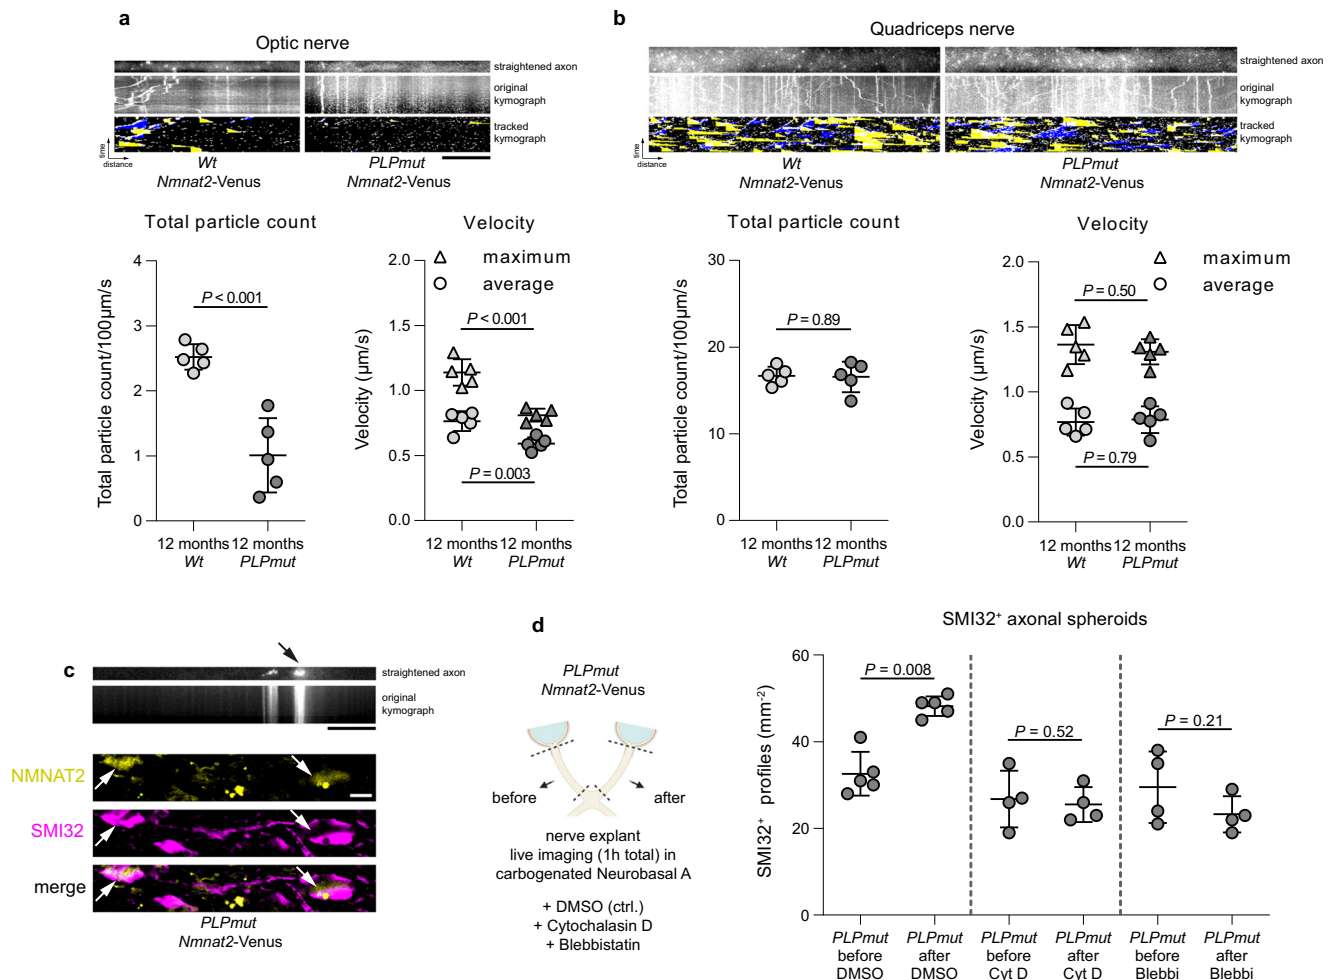 a
Optic nerve
straightened axon
original
kymograph
tracked
kymograph
time
distance
Wt
Nmnat2-Venus
PLPmut
Nmnat2-Venus
Total particle count
Total particle count/100µm/s
4
3
2
1
0
P < 0.001
12 months
Wt
12 months
PLPmut
Velocity
maximum
average
Velocity (µm/s)
2.0
1.5
1.0
0.5
0.0
P < 0.001
P = 0.003
12 months
Wt
12 months
PLPmut
b
Quadriceps nerve
straightened axon
original
kymograph
tracked
kymograph
time
distance
Wt
Nmnat2-Venus
PLPmut
Nmnat2-Venus
Total particle count
Total particle count/100µm/s
30
20
10
0
P = 0.89
12 months
Wt
12 months
PLPmut
Velocity
maximum
average
Velocity (µm/s)
2.0
1.5
1.0
0.5
0.0
P = 0.50
P = 0.79
12 months
Wt
12 months
PLPmut
c
straightened axon
original
kymograph
NMNAT2
SMI32
merge
PLPmut
Nmnat2-Venus
d
PLPmut
Nmnat2-Venus
before
after
nerve explant
live imaging (1h total) in
carbogenated Neurobasal A
+ DMSO (ctrl.)
+ Cytochalasin D
+ Blebbistatin
SMI32⁺ axonal spheroids
SMI32⁺ profiles (mm⁻²)
60
40
20
0
P = 0.008
P = 0.52
P = 0.21
PLPmut
before
DMSO
PLPmut
after
DMSO
PLPmut
before
Cyt D
PLPmut
after
Cyt D
PLPmut
before
Blebbi
PLPmut
after
Blebbi